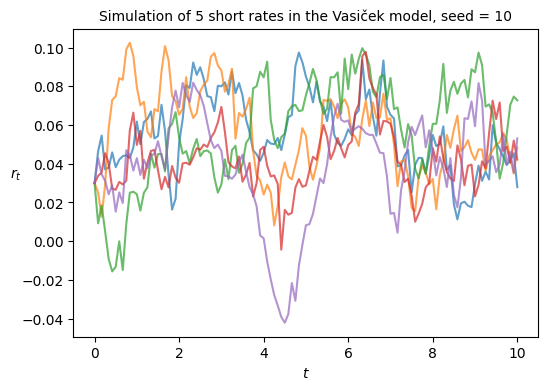 Simulation of 5 short rates in the Vasiček model, seed = 10
0.10
0.08
0.06
0.04
0.02
0.00
−0.02
−0.04
r_t
0 2 4 6 8 10
t